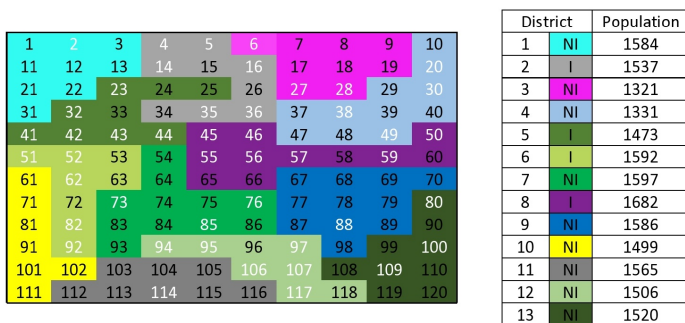 1 2 3 4 5 6 7 8 9 10
11 12 13 14 15 16 17 18 19 20
21 22 23 24 25 26 27 28 29 30
31 32 33 34 35 36 37 38 39 40
41 42 43 44 45 46 47 48 49 50
51 52 53 54 55 56 57 58 59 60
61 62 63 64 65 66 67 68 69 70
71 72 73 74 75 76 77 78 79 80
81 82 83 84 85 86 87 88 89 90
91 92 93 94 95 96 97 98 99 100
101 102 103 104 105 106 107 108 109 110
111 112 113 114 115 116 117 118 119 120
District Population
1 NI 1584
2 I 1537
3 NI 1321
4 NI 1331
5 I 1473
6 I 1592
7 NI 1597
8 I 1682
9 NI 1586
10 NI 1499
11 NI 1565
12 NI 1506
13 NI 1520